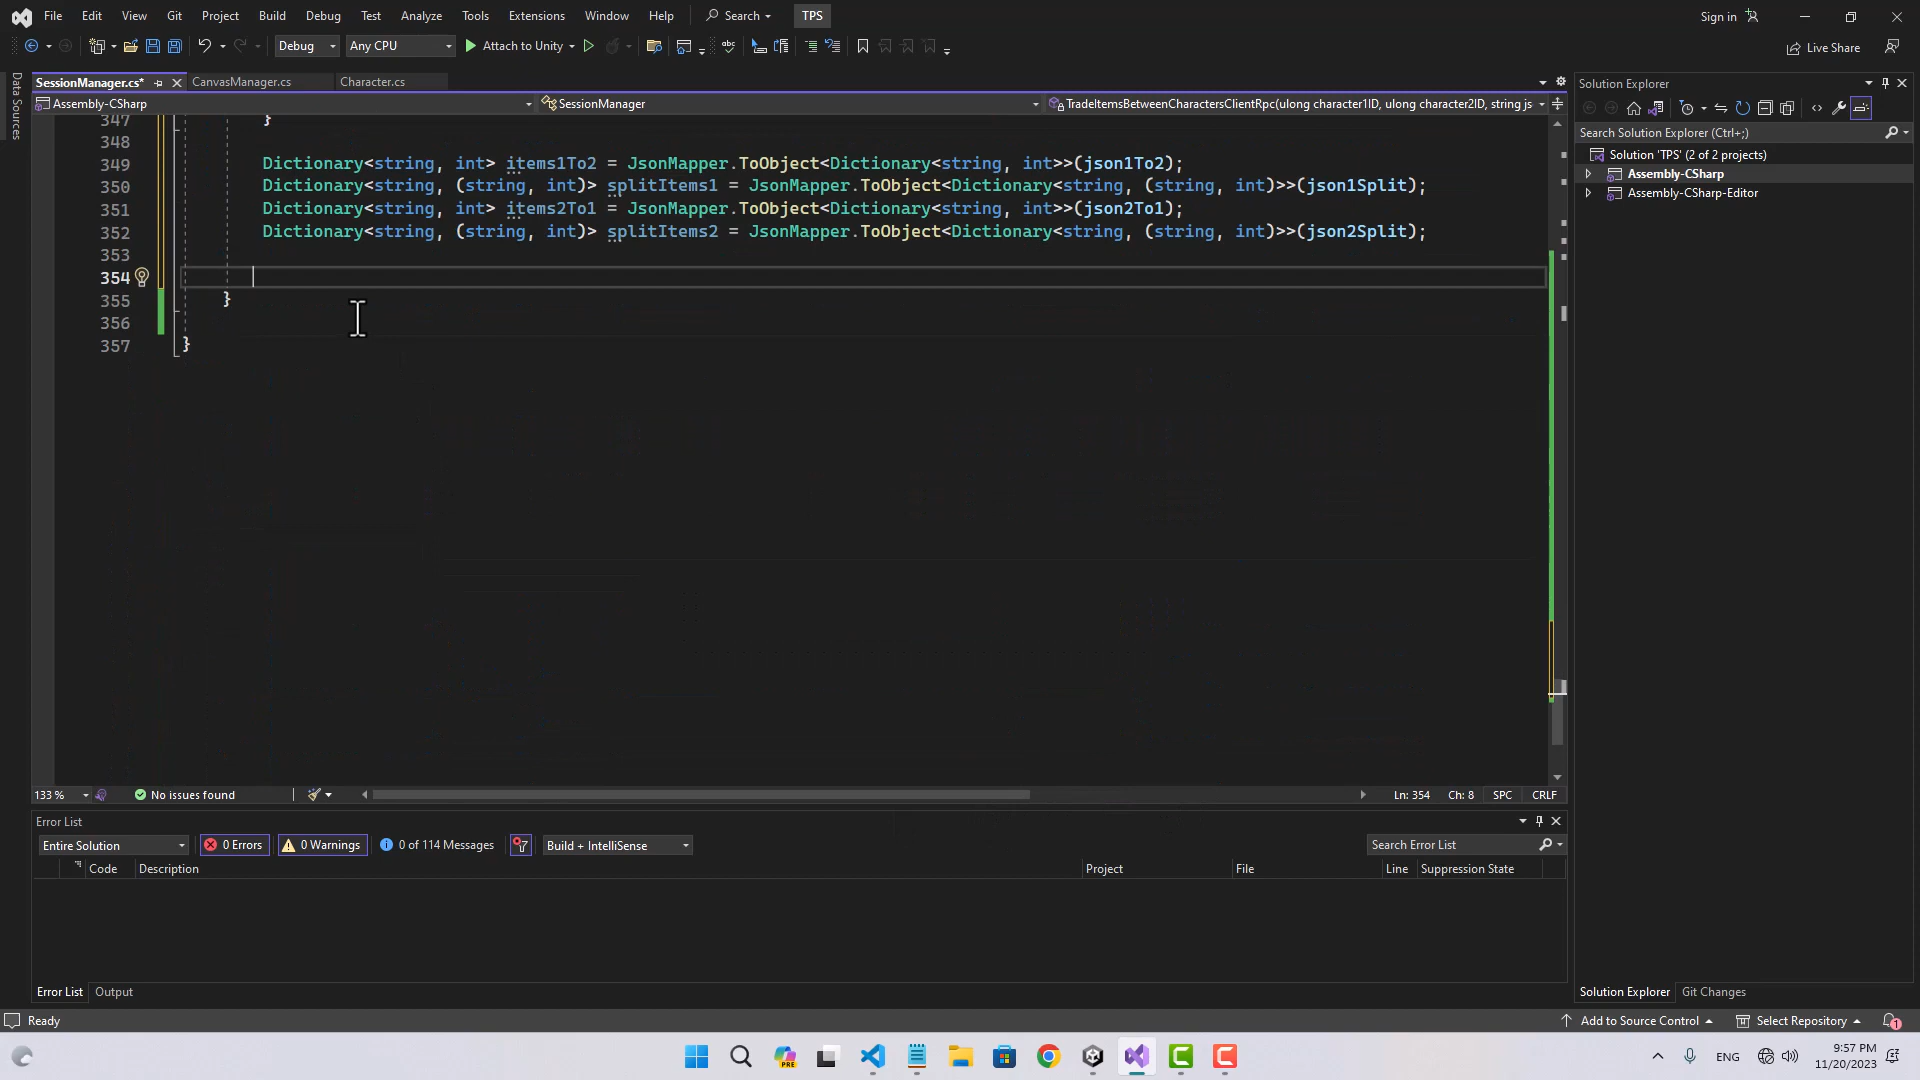 File Edit View Git Project Build Debug Test Analyze Tools Extensions Window Help Search TPS Sign in
Debug Any CPU Attach to Unity Live Share
Data Sources
SessionManager.cs* CanvasManager.cs Character.cs
Assembly-CSharp SessionManager TradeItemsBetweenCharactersClientRpc(ulong character1ID, ulong character2ID, string js
347 }
348
349 Dictionary<string, int> items1To2 = JsonMapper.ToObject<Dictionary<string, int>>(json1To2);
350 Dictionary<string, (string, int)> splitItems1 = JsonMapper.ToObject<Dictionary<string, (string, int)>>(json1Split);
351 Dictionary<string, int> items2To1 = JsonMapper.ToObject<Dictionary<string, int>>(json2To1);
352 Dictionary<string, (string, int)> splitItems2 = JsonMapper.ToObject<Dictionary<string, (string, int)>>(json2Split);
353
354
355 }
356
357 }
133 % No issues found Ln: 354 Ch: 8 SPC CRLF
Error List
Entire Solution 0 Errors 0 Warnings 0 of 114 Messages Build + IntelliSense Search Error List
Code Description Project File Line Suppression State
Error List Output
Solution Explorer
Search Solution Explorer (Ctrl+;)
Solution 'TPS' (2 of 2 projects)
Assembly-CSharp
Assembly-CSharp-Editor
Solution Explorer Git Changes
Ready Add to Source Control Select Repository 1
PRE
ENG 9:57 PM
11/20/2023